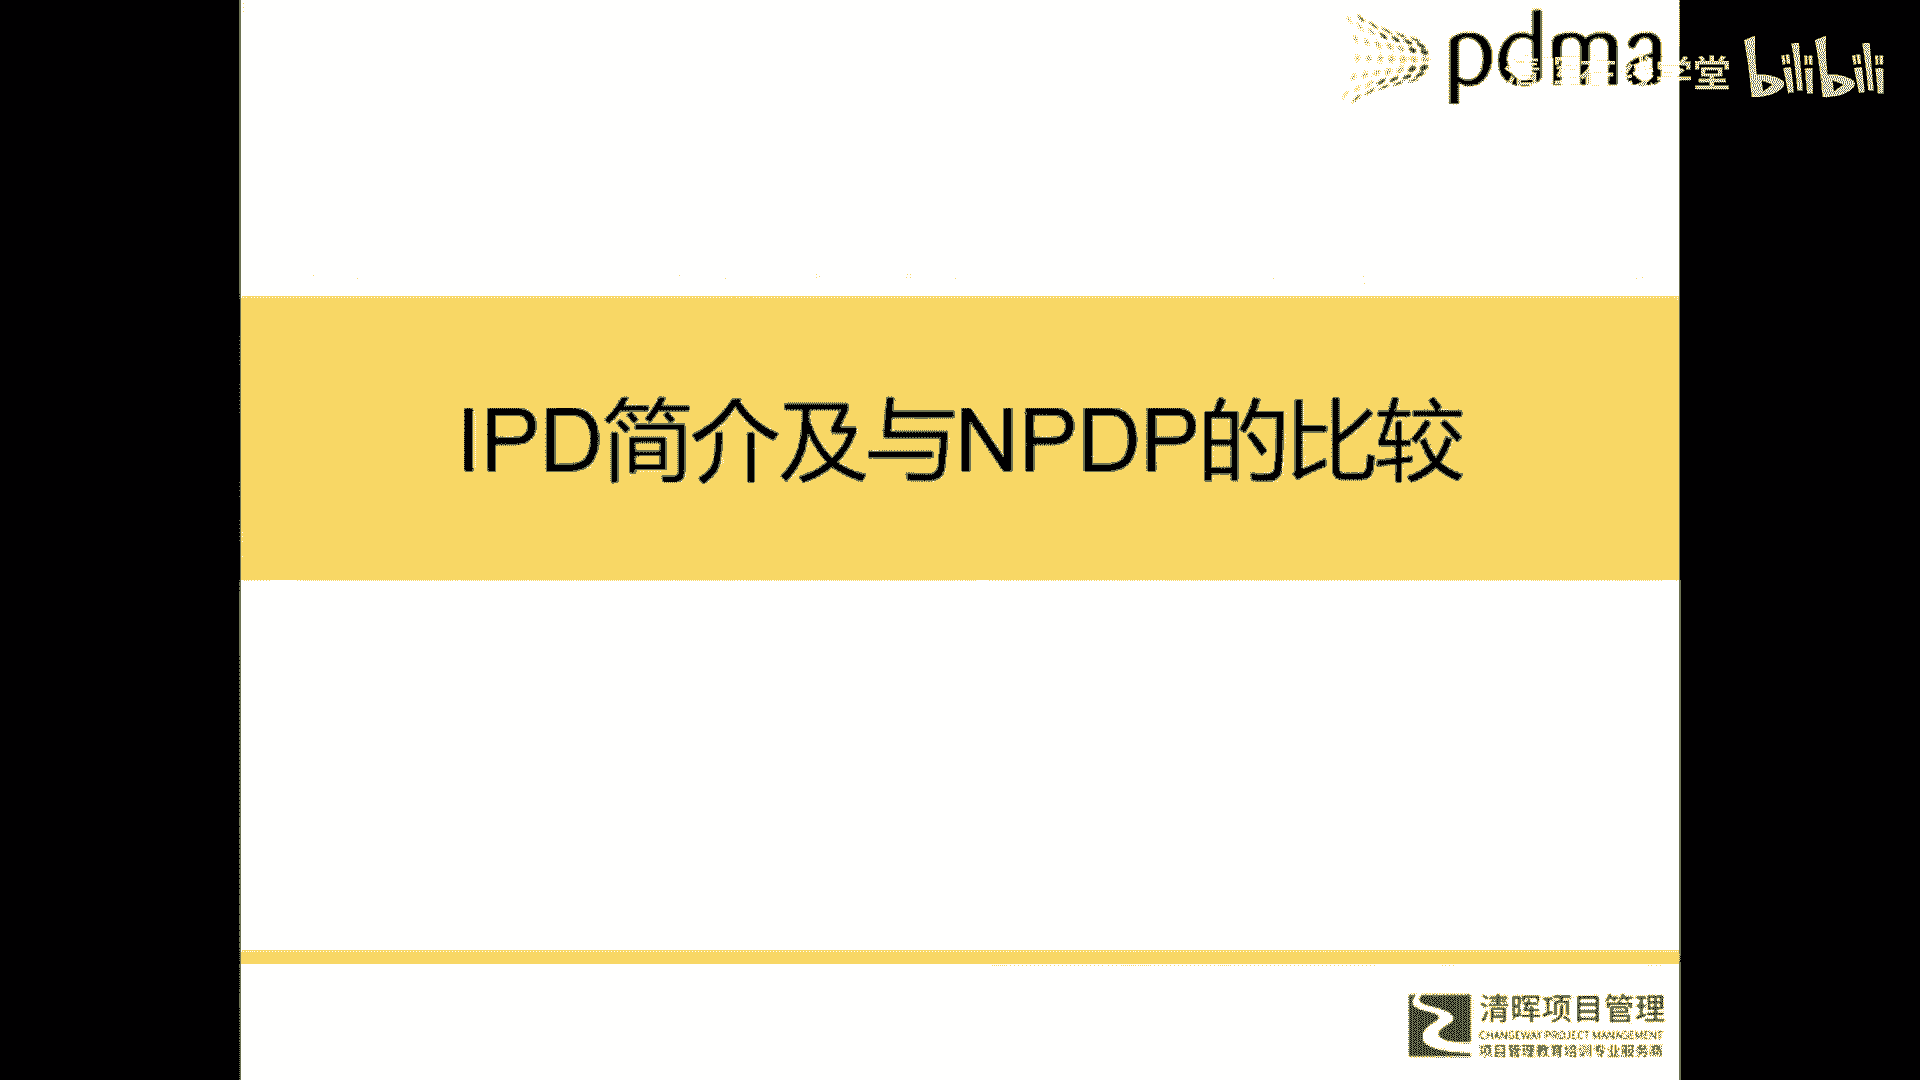 pdma
学堂
bilibili
IPD简介及与NPDP的比较
清晖项目管理
CHANGEWAY PROJECT MANAGEMENT
项目管理教育培训专业服务商